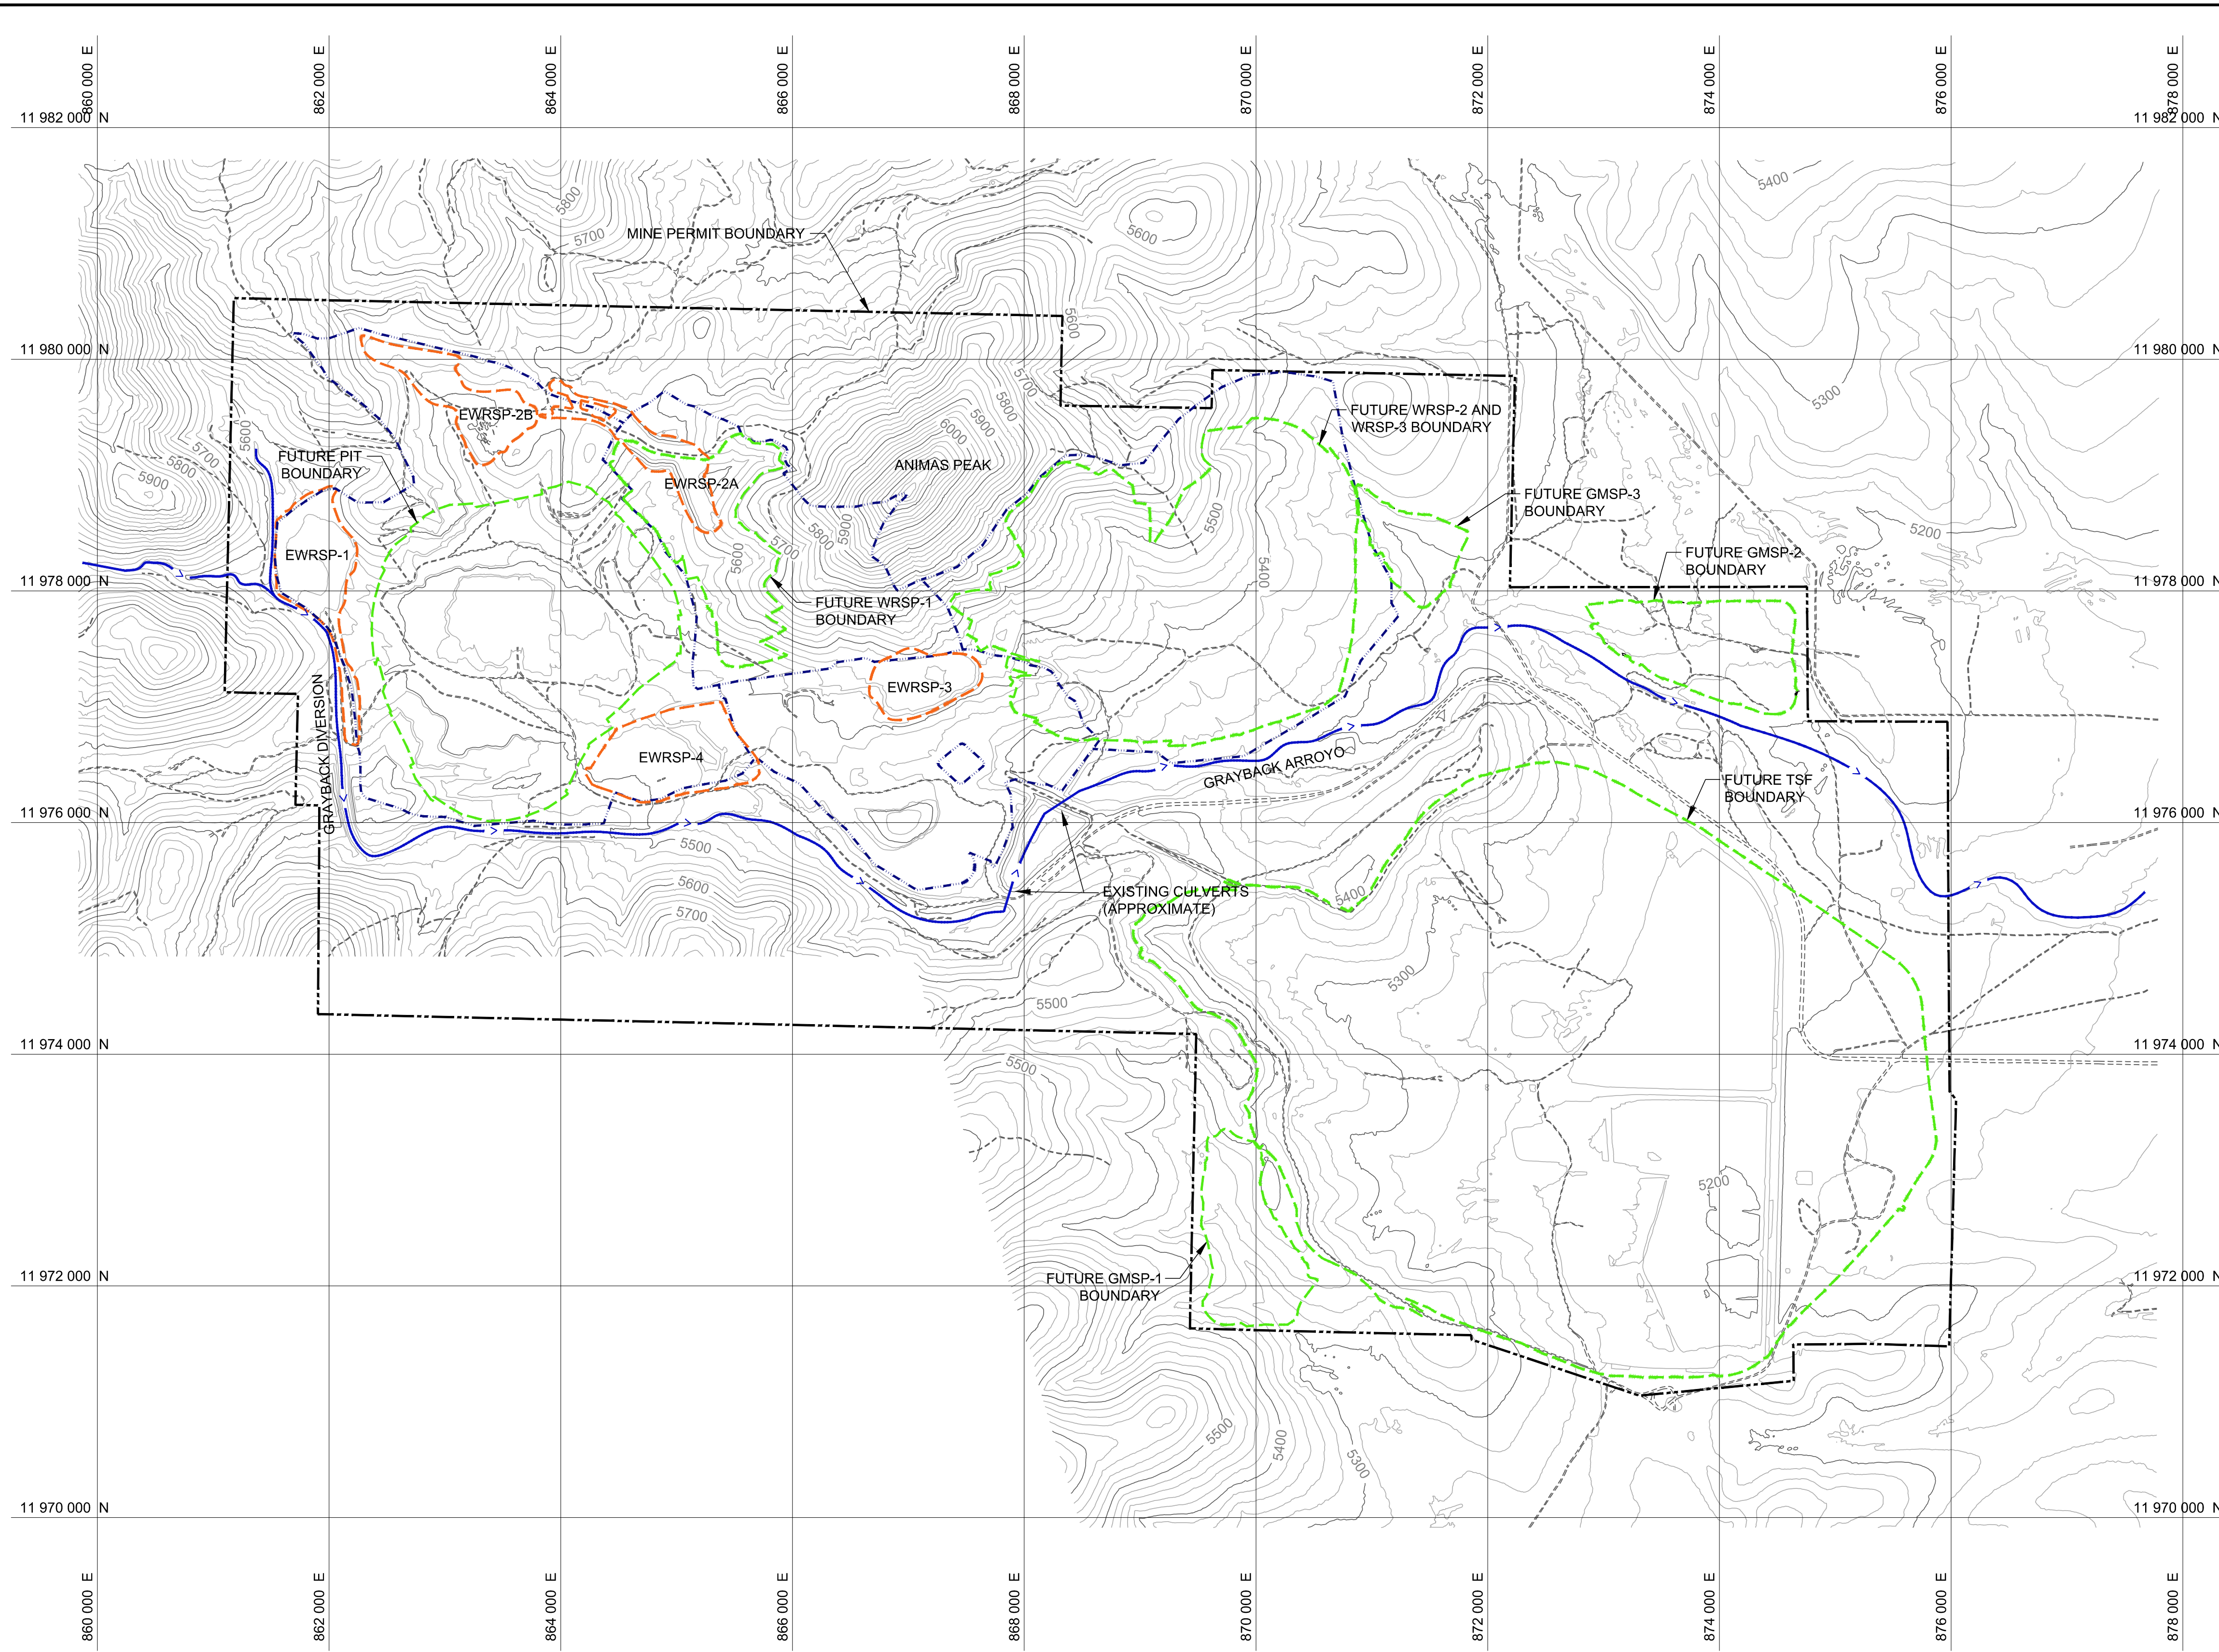 860 000 E
862 000 E
864 000 E
866 000 E
868 000 E
870 000 E
872 000 E
874 000 E
876 000 E
878 000 E
11 982 000 N
11 982 000 N
5400
5800
5700
5600
MINE PERMIT BOUNDARY
5600
11 980 000 N
11 980 000 N
5700
5300
5800
5900
6000
EWRSP-2B
FUTURE WRSP-2 AND
WRSP-3 BOUNDARY
5600
5700
5800
5900
FUTURE PIT
BOUNDARY
ANIMAS PEAK
EWRSP-2A
FUTURE GMSP-3
BOUNDARY
5500
5200
5900
5800
5700
5600
EWRSP-1
FUTURE GMSP-2
BOUNDARY
5400
11 978 000 N
11 978 000 N
FUTURE WRSP-1
BOUNDARY
EWRSP-3
GRAYBACK DIVERSION
EWRSP-4
GRAYBACK ARROYO
FUTURE TSF
BOUNDARY
11 976 000 N
11 976 000 N
5500
5600
5700
EXISTING CULVERTS
(APPROXIMATE)
5400
5300
5500
11 974 000 N
11 974 000 N
5500
5200
FUTURE GMSP-1
BOUNDARY
11 972 000 N
11 972 000 N
5500
5400
5300
11 970 000 N
11 970 000 N
860 000 E
862 000 E
864 000 E
866 000 E
868 000 E
870 000 E
872 000 E
874 000 E
876 000 E
878 000 E